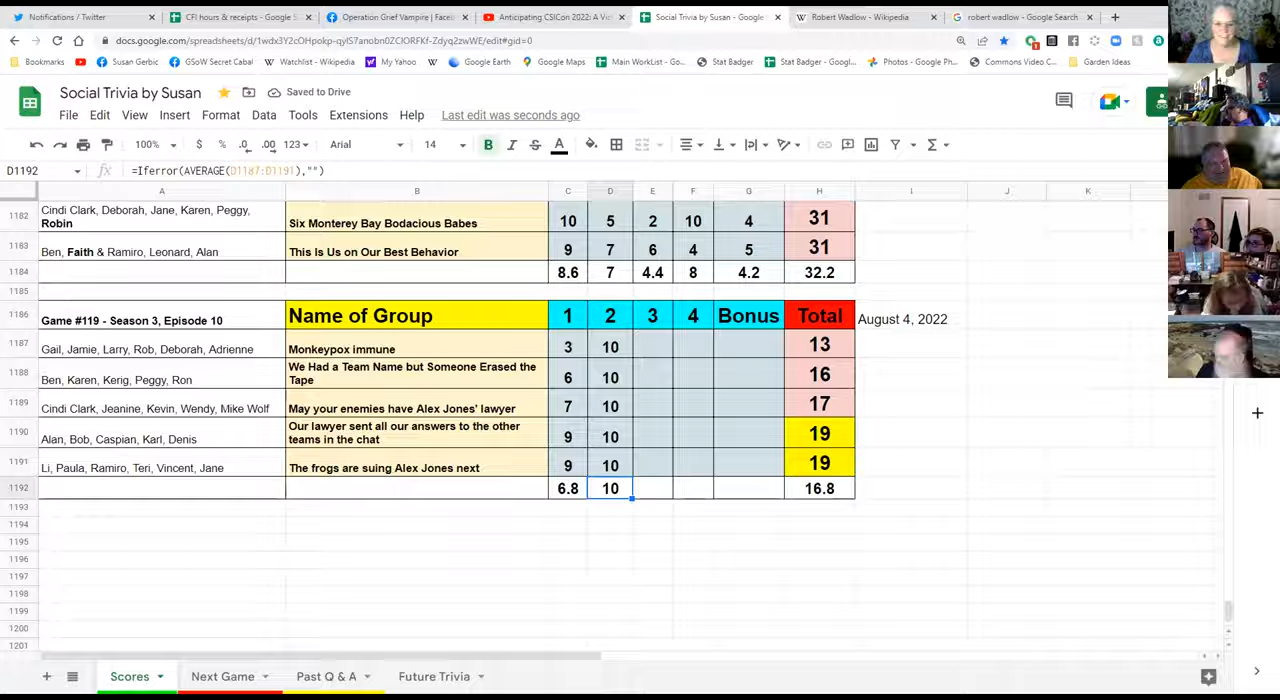 Notifications / Twitter
CFI hours & receipts - Google S
Operation Grief Vampire | Faceb
Anticipating CSICon 2022: A Vi
Social Trivia by Susan - Google
Robert Wadlow - Wikipedia
robert wadlow - Google Search
Bookmarks
Susan Gerbic
GSoW Secret Cabal
Watchlist - Wikipedia
My Yahoo
Google Earth
Google Maps
Main WorkList - Go...
Stat Badger
Stat Badger - Googl...
Photos - Google Ph...
Commons Video C...
Garden Ideas
Social Trivia by Susan
Saved to Drive
File Edit View Insert Format Data Tools Extensions Help Last edit was seconds ago
100% $ % .0 .00 123 Arial 14 B I S A
D1192 fx =Iferror(AVERAGE(D1187:D1191),"")
A B C D E F G H I J K
1182 Cindi Clark, Deborah, Jane, Karen, Peggy, Robin Six Monterey Bay Bodacious Babes 10 5 2 10 4 31
1183 Ben, Faith & Ramiro, Leonard, Alan This Is Us on Our Best Behavior 9 7 6 4 5 31
1184 8.6 7 4.4 8 4.2 32.2
1185
1186 Game #119 - Season 3, Episode 10 Name of Group 1 2 3 4 Bonus Total August 4, 2022
1187 Gail, Jamie, Larry, Rob, Deborah, Adrienne Monkeypox immune 3 10 13
1188 Ben, Karen, Kerig, Peggy, Ron We Had a Team Name but Someone Erased the Tape 6 10 16
1189 Cindi Clark, Jeanine, Kevin, Wendy, Mike Wolf May your enemies have Alex Jones' lawyer 7 10 17
1190 Alan, Bob, Caspian, Karl, Denis Our lawyer sent all our answers to the other teams in the chat 9 10 19
1191 Li, Paula, Ramiro, Teri, Vincent, Jane The frogs are suing Alex Jones next 9 10 19
1192 6.8 10 16.8
1193
1194
1195
1196
1197
1198
1199
1200
1201
Scores Next Game Past Q & A Future Trivia